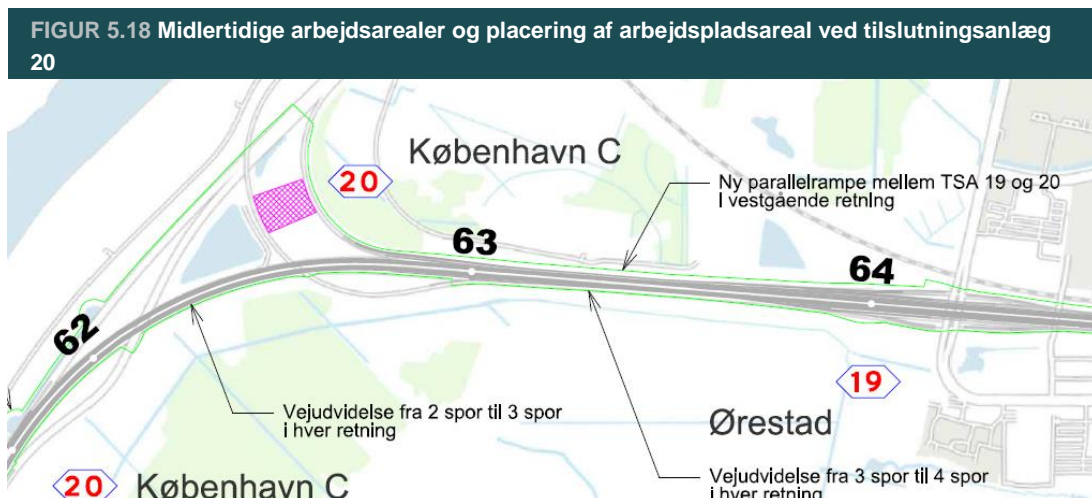 FIGUR 5.18 Midlertidige arbejdsarealer og placering af arbejdspladsareal ved tilslutningsanlæg
20
København C
20
Ny parallelrampe mellem TSA 19 og 20
i vestgående retning
63
64
62
19
Vejudvidelse fra 2 spor til 3 spor
i hver retning
Ørestad
20
København C
Vejudvidelse fra 3 spor til 4 spor
i hver retning